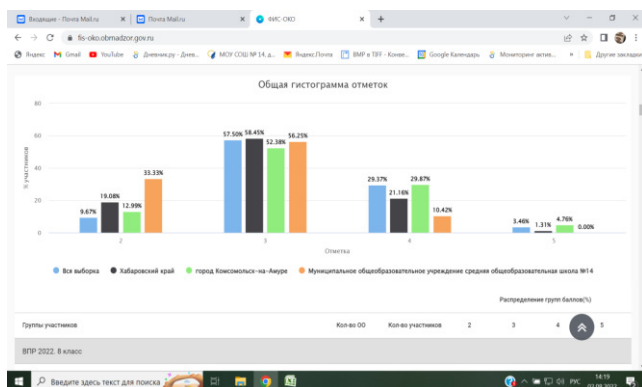 Входящие - Почта Mail.ru
Почта Mail.ru
ФИС ОКО
fis-oko.obrnadzor.gov.ru
Яндекс
Gmail
YouTube
Дневник.ру - Днев...
МОУ СОШ № 14, д...
Яндекс.Почта
BMP в TIFF - Конве...
Google Календарь
Мониторинг актив...
»
Другие закладки
Общая гистограмма отметок
% участников
80
60
40
20
0
9.67% 19.08% 12.99% 33.33%
57.50% 58.45% 52.38% 56.25%
29.37% 21.16% 29.87% 10.42%
3.46% 1.31% 4.76% 0.00%
2 3 4 5
Отметка
Вся выборка
Хабаровский край
город Комсомольск-на-Амуре
Муниципальное общеобразовательное учреждение средняя общеобразовательная школа №14
Распределение групп баллов(%)
Группы участников Кол-во ОО Кол-во участников 2 3 4 5
ВПР 2022. 8 класс
Введите здесь текст для поиска
РУС
14:19
02.09.2022